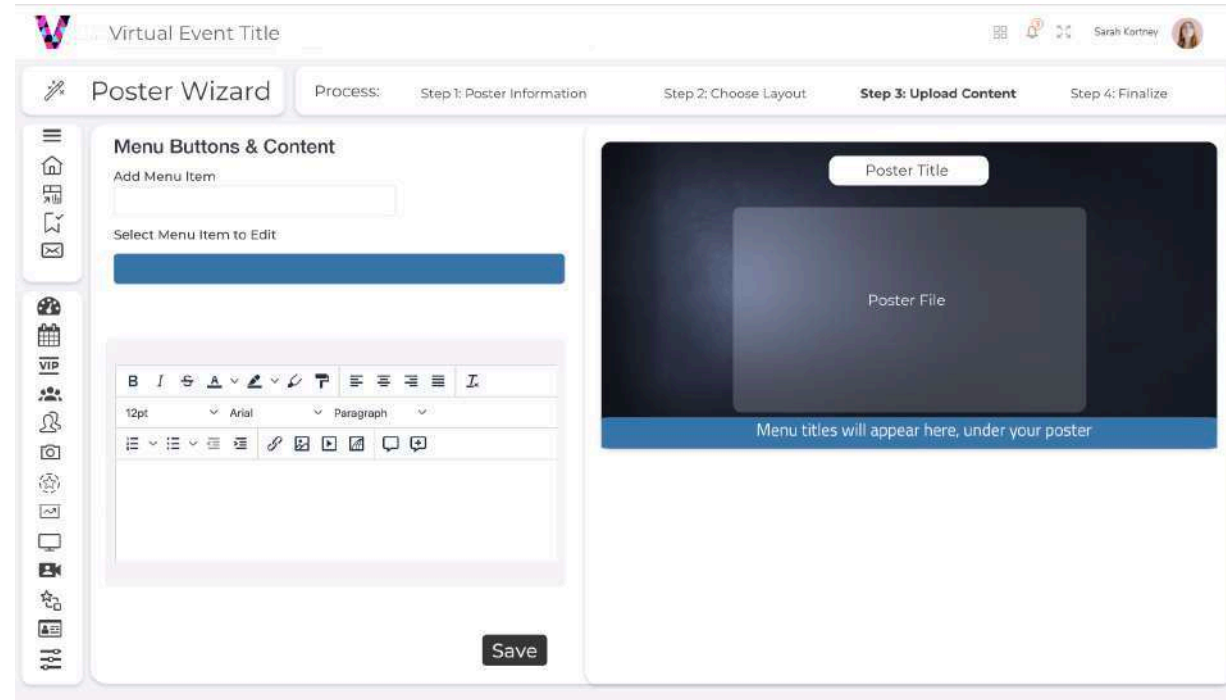 Virtual Event Title
Sarah Kortney
Poster Wizard
Process:
Step 1: Poster Information
Step 2: Choose Layout
Step 3: Upload Content
Step 4: Finalize
Menu Buttons & Content
Add Menu Item
Select Menu Item to Edit
VIP
12pt
Arial
Paragraph
Save
Poster Title
Poster File
Menu titles will appear here, under your poster